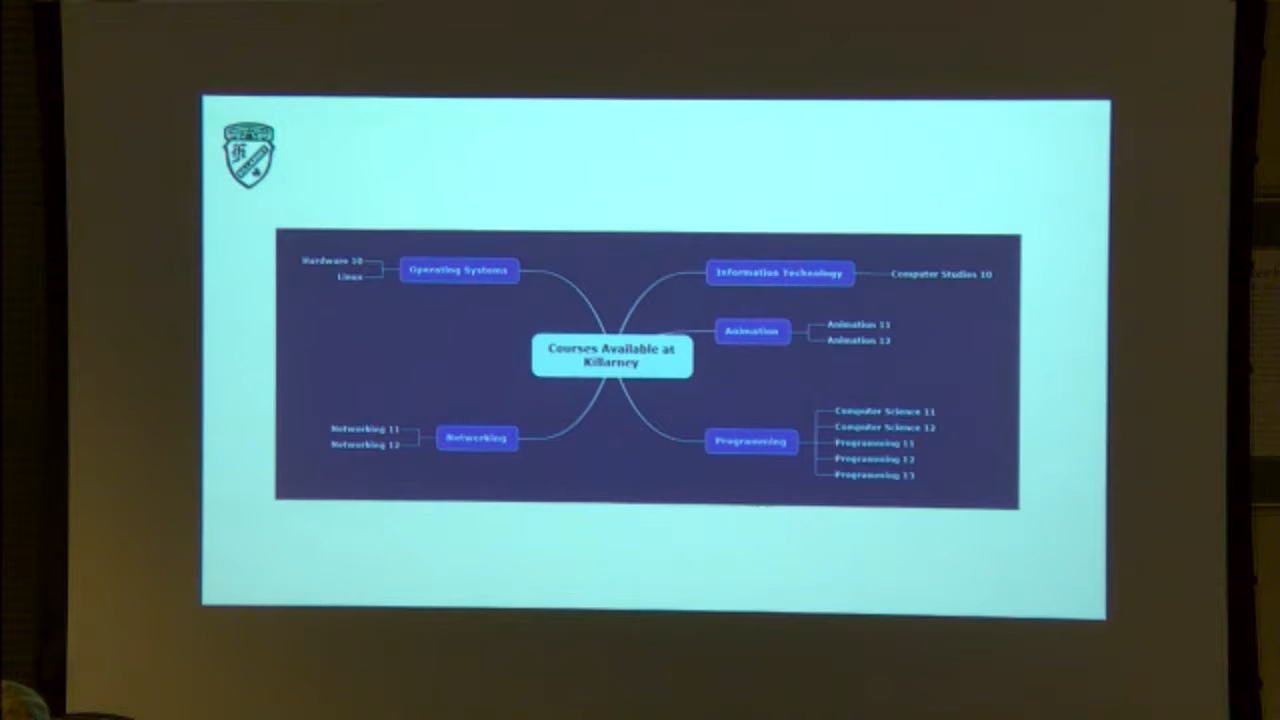 Hardware 10
Linux
Operating Systems
Information Technology
Computer Studies 10
Animation
Animation 11
Animation 12
Courses Available at
Killarney
Networking 11
Networking 12
Networking
Programming
Computer Science 11
Computer Science 12
Programming 11
Programming 12
Programming 13